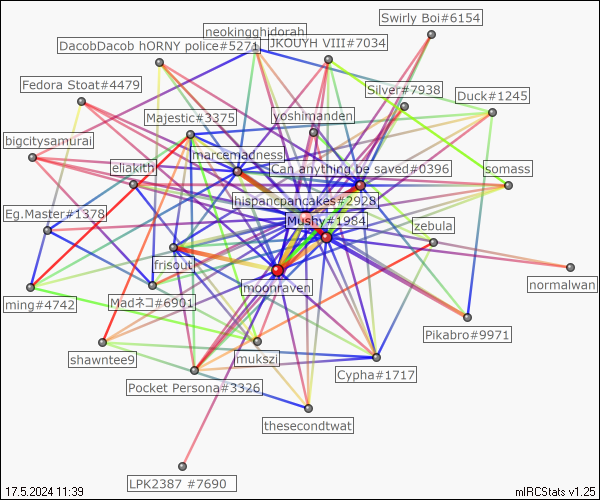 Swirly Boi#6154
neokingghidorah
DacobDacob hORNY police#5271
JKOUYH VIII#7034
Fedora Stoat#4479
Silver#7938
Duck#1245
Majestic#3375
yoshimanden
bigcitysamurai
marcemadness
eliakith
Can anything be saved#0396
somass
hispancpancakes#2928
Eg.Master#1378
Mushy#1984
zebula
frisout
moonraven
normalwan
ming#4742
Madネコ#6901
Pikabro#9971
shawntee9
mukszi
Cypha#1717
Pocket Persona#3326
thesecondtwat
LPK2387 #7690
17.5.2024 11:39
mIRCStats v1.25